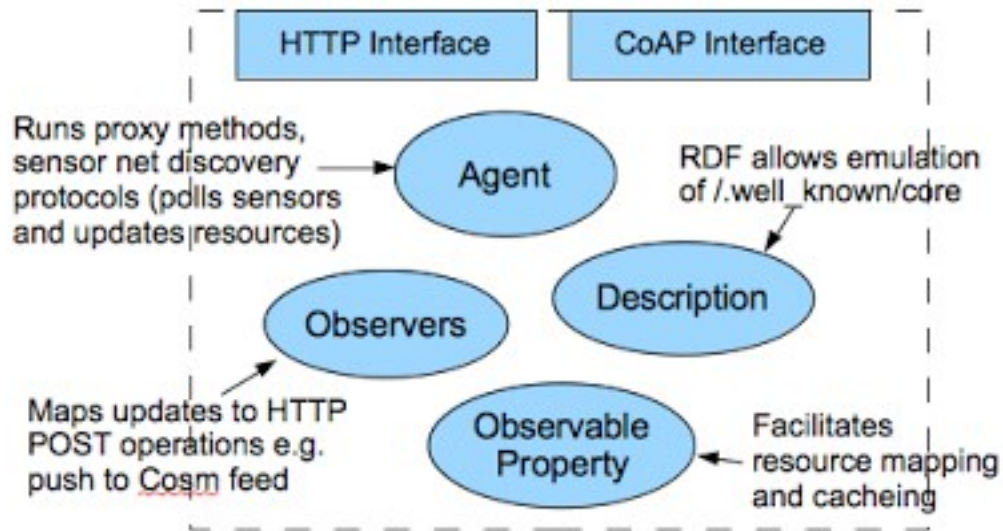 HTTP Interface
CoAP Interface
Runs proxy methods,
sensor net discovery
protocols (polls sensors
and updates resources)
Agent
RDF allows emulation
of /.well_known/core
Description
Observers
Maps updates to HTTP
POST operations e.g.
push to Cosm feed
Observable
Property
Facilitates
resource mapping
and cacheing